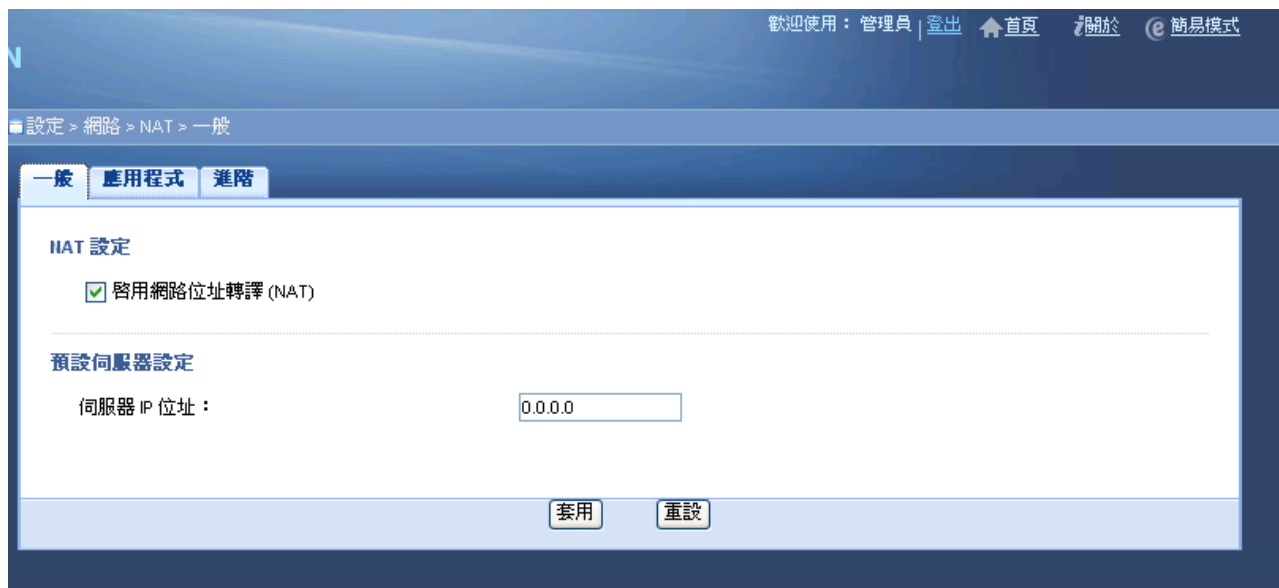 歡迎使用： 管理員 | 登出 首頁 關於 簡易模式
N
設定 > 網路 > NAT > 一般
一般 應用程式 進階
NAT 設定
啓用網路位址轉譯 (NAT)
預設伺服器設定
伺服器 IP 位址： 0.0.0.0
套用 重設